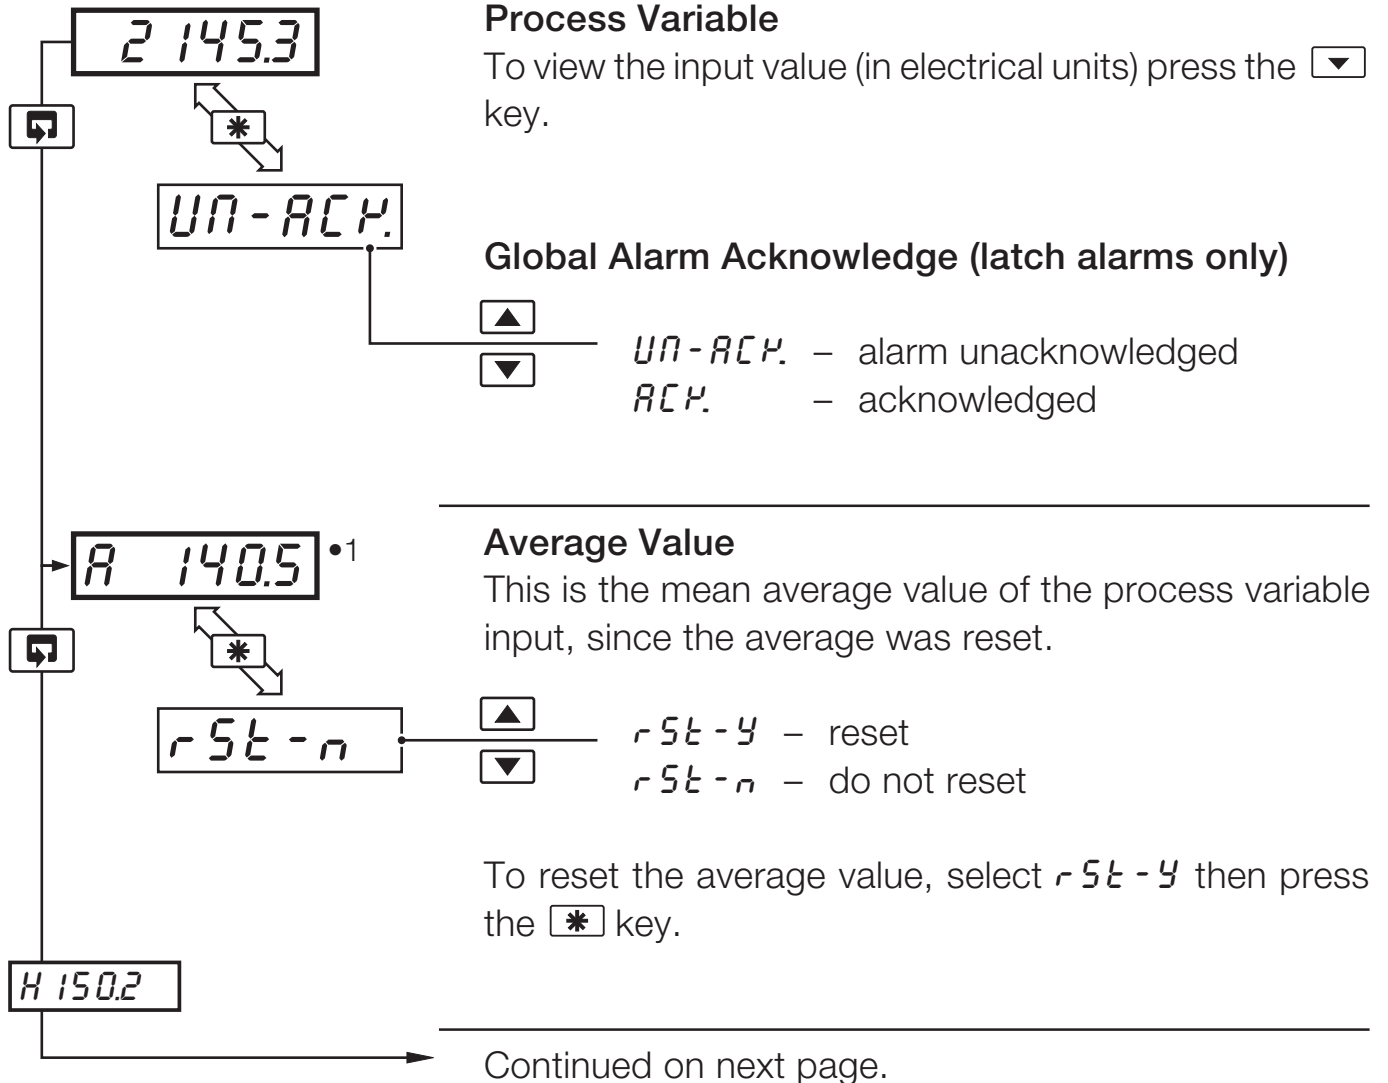 2145.3
Process Variable
To view the input value (in electrical units) press the ▼
key.
✱
UN-ACK.
Global Alarm Acknowledge (latch alarms only)
▲
▼
UN-ACK. – alarm unacknowledged
ACK. – acknowledged
A 140.5 •1
Average Value
This is the mean average value of the process variable
input, since the average was reset.
✱
rSt-n
▲
▼
rSt-Y – reset
rSt-n – do not reset
To reset the average value, select rSt-Y then press
the ✱ key.
H 150.2
Continued on next page.